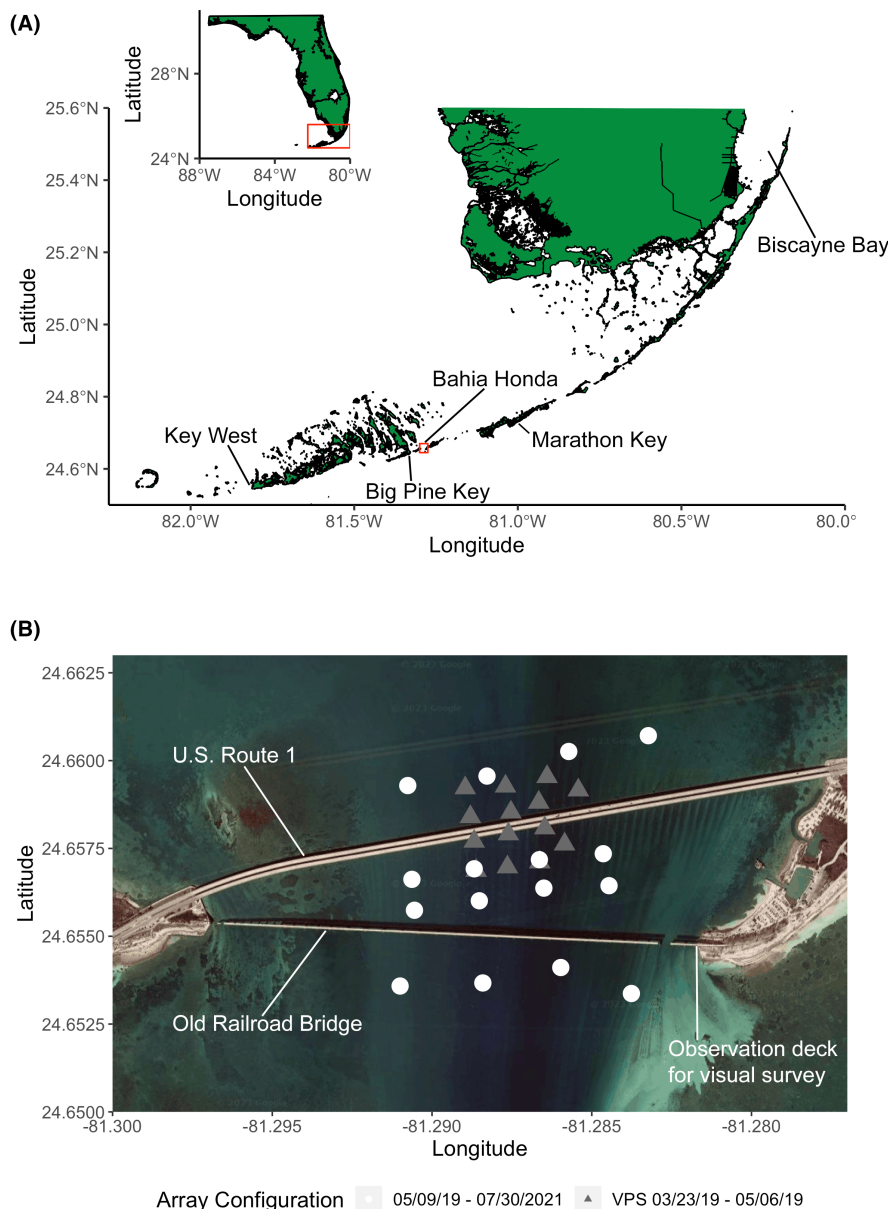 (A)
Latitude
28°N
24°N
88°W
84°W
80°W
Longitude
25.6°N
25.4°N
25.2°N
25.0°N
24.8°N
24.6°N
Latitude
Biscayne Bay
Bahia Honda
Key West
Marathon Key
Big Pine Key
82.0°W
81.5°W
81.0°W
80.5°W
80.0°
Longitude
(B)
24.6625
24.6600
24.6575
24.6550
24.6525
24.6500
Latitude
U.S. Route 1
Old Railroad Bridge
Observation deck
for visual survey
-81.300
-81.295
-81.290
-81.285
-81.280
Longitude
Array Configuration
05/09/19 - 07/30/2021
VPS 03/23/19 - 05/06/19